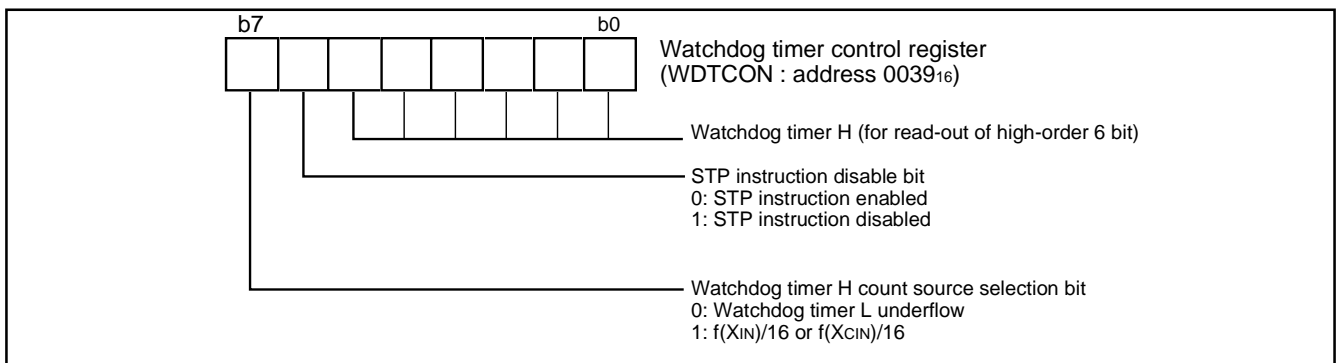 b7 b0
Watchdog timer control register
(WDTCON : address 003916)
Watchdog timer H (for read-out of high-order 6 bit)
STP instruction disable bit
0: STP instruction enabled
1: STP instruction disabled
Watchdog timer H count source selection bit
0: Watchdog timer L underflow
1: f(XIN)/16 or f(XCIN)/16